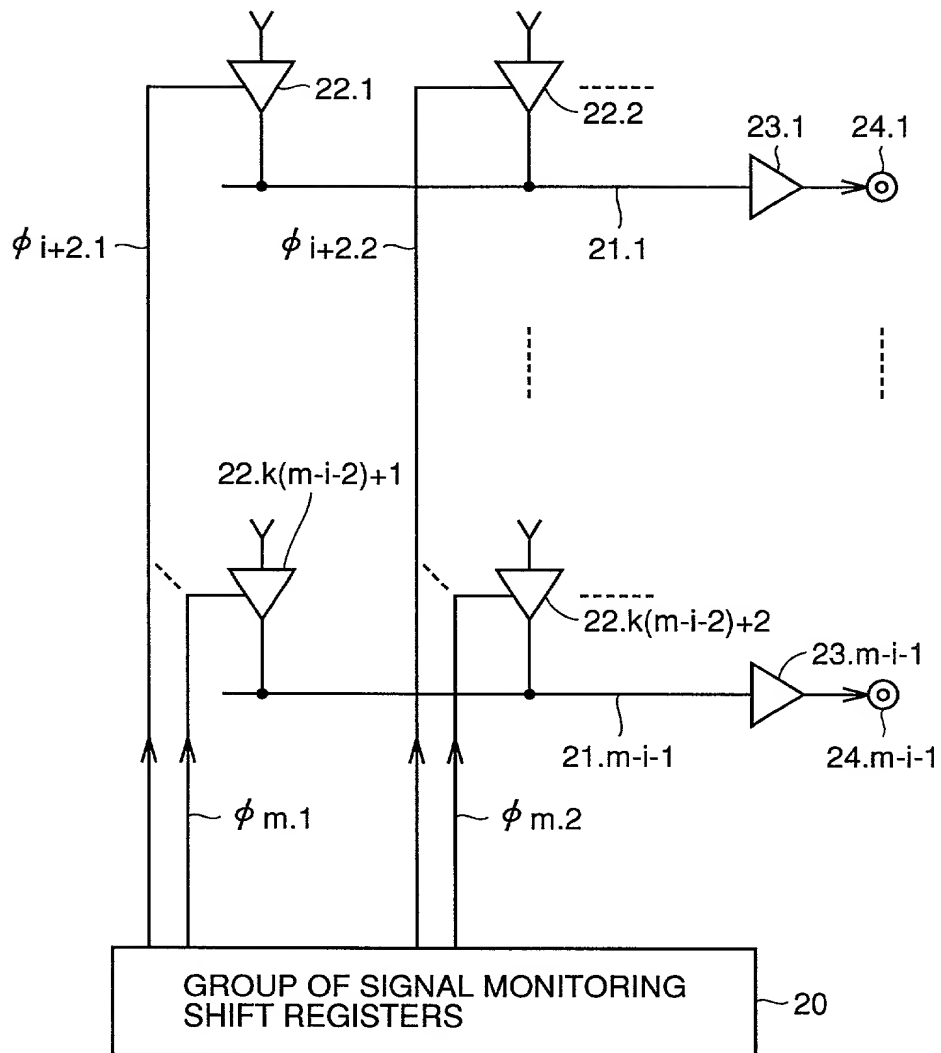 22.1
22.2
23.1
24.1
ϕ i+2.1
ϕ i+2.2
21.1
22.k(m-i-2)+1
22.k(m-i-2)+2
23.m-i-1
21.m-i-1
24.m-i-1
ϕ m.1
ϕ m.2
GROUP OF SIGNAL MONITORING
SHIFT REGISTERS
20